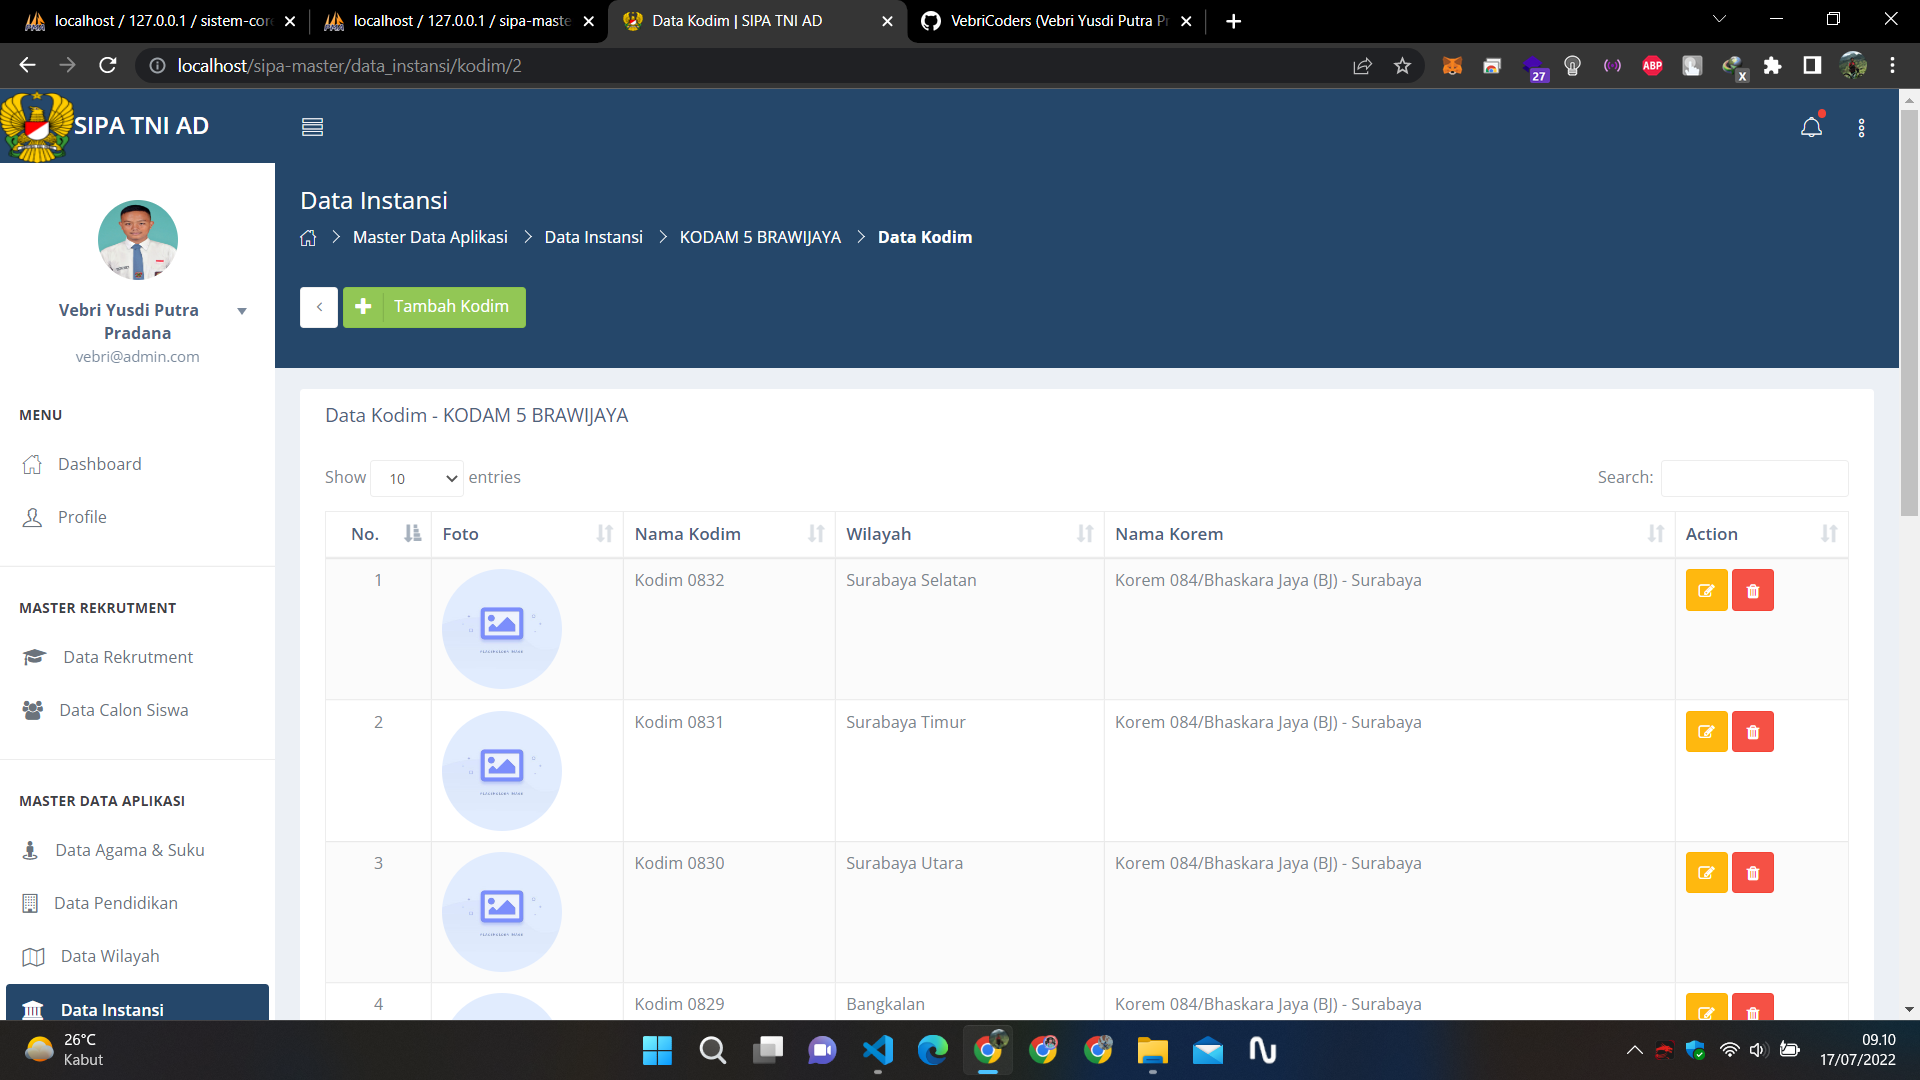 localhost / 127.0.0.1 / sistem-cor
localhost / 127.0.0.1 / sipa-maste
Data Kodim | SIPA TNI AD
VebriCoders (Vebri Yusdi Putra Pr
localhost/sipa-master/data_instansi/kodim/2
27
ABP
X
SIPA TNI AD
Vebri Yusdi Putra
Pradana
vebri@admin.com
MENU
Dashboard
Profile
MASTER REKRUTMENT
Data Rekrutment
Data Calon Siswa
MASTER DATA APLIKASI
Data Agama & Suku
Data Pendidikan
Data Wilayah
Data Instansi
Data Instansi
Master Data Aplikasi > Data Instansi > KODAM 5 BRAWIJAYA > Data Kodim
Tambah Kodim
Data Kodim - KODAM 5 BRAWIJAYA
Show 10 entries
Search:
No. Foto Nama Kodim Wilayah Nama Korem Action
1 Kodim 0832 Surabaya Selatan Korem 084/Bhaskara Jaya (BJ) - Surabaya
2 Kodim 0831 Surabaya Timur Korem 084/Bhaskara Jaya (BJ) - Surabaya
3 Kodim 0830 Surabaya Utara Korem 084/Bhaskara Jaya (BJ) - Surabaya
4 Kodim 0829 Bangkalan Korem 084/Bhaskara Jaya (BJ) - Surabaya
26°C
Kabut
09.10
17/07/2022